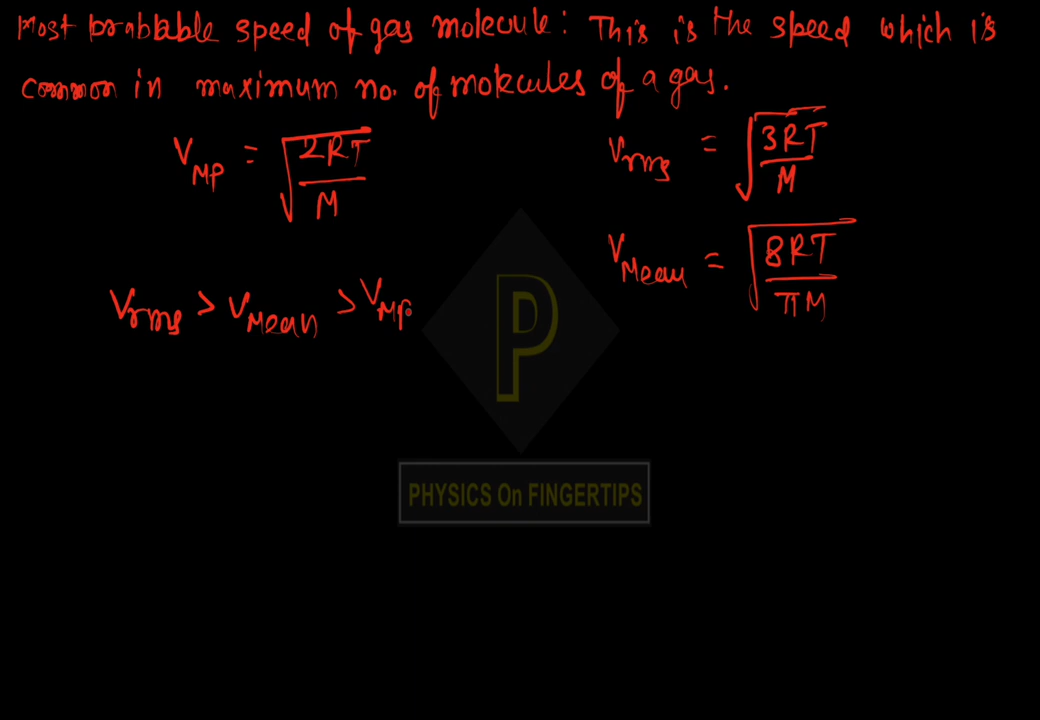 Most broblable speed of gas molecule: This is the speed which is
common in maximum no. of molecules of a gas.
V_MP = √(2RT/M)
V_rms = √(3RT/M)
V_Mean = √(8RT/πM)
V_rms > V_Mean > V_MP
P
PHYSICS On FINGERTIPS